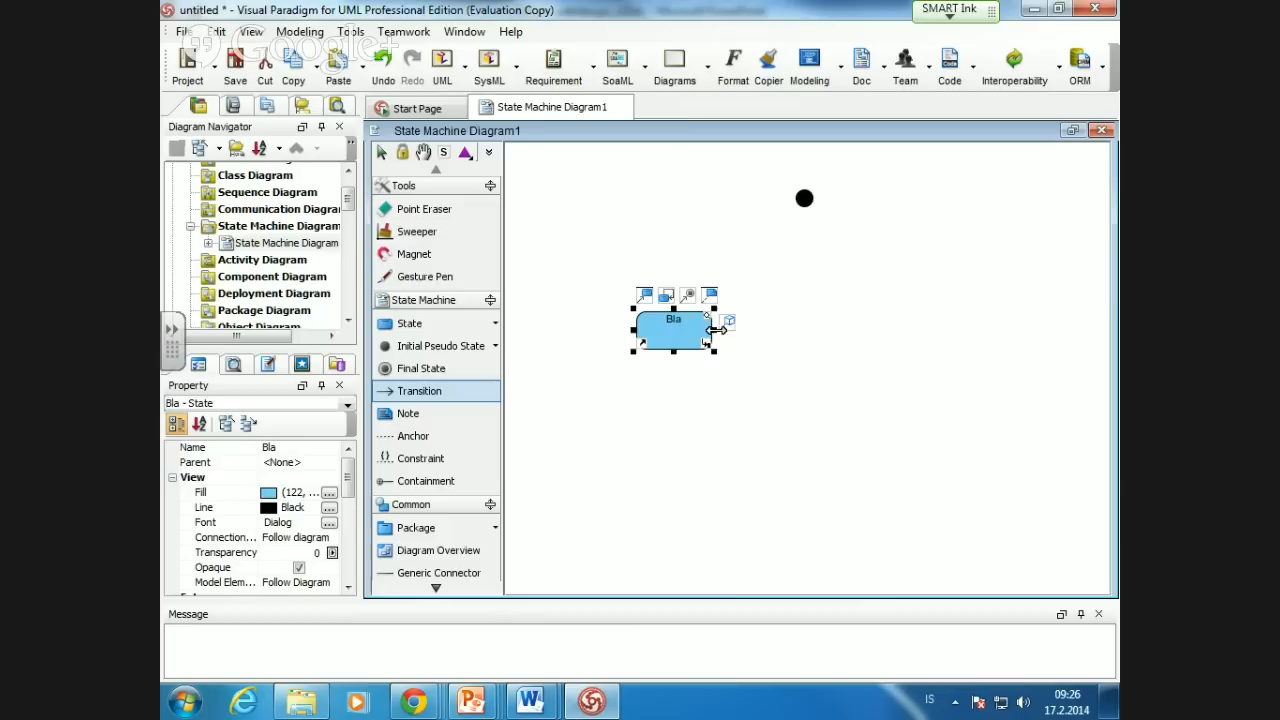 untitled * - Visual Paradigm for UML Professional Edition (Evaluation Copy)
SMART Ink
File Edit View Modeling Tools Teamwork Window Help
Google+
Project Save Cut Copy Paste Undo Redo UML SysML Requirement SoaML Diagrams Format Copier Modeling Doc Team Code Interoperability ORM
Start Page State Machine Diagram1
Diagram Navigator
State Machine Diagram1
S
Class Diagram
Sequence Diagram
Communication Diagra
State Machine Diagram
State Machine Diagram
Activity Diagram
Component Diagram
Deployment Diagram
Package Diagram
Object Diagram
Tools
Point Eraser
Sweeper
Magnet
Gesture Pen
State Machine
State
Initial Pseudo State
Final State
Transition
Note
Anchor
Constraint
Containment
Common
Package
Diagram Overview
Generic Connector
Bla
Property
Bla - State
Name Bla
Parent <None>
View
Fill (122, ...
Line Black
Font Dialog
Connection... Follow diagram
Transparency 0
Opaque
Model Elem... Follow Diagram
Message
IS
09:26
17.2.2014